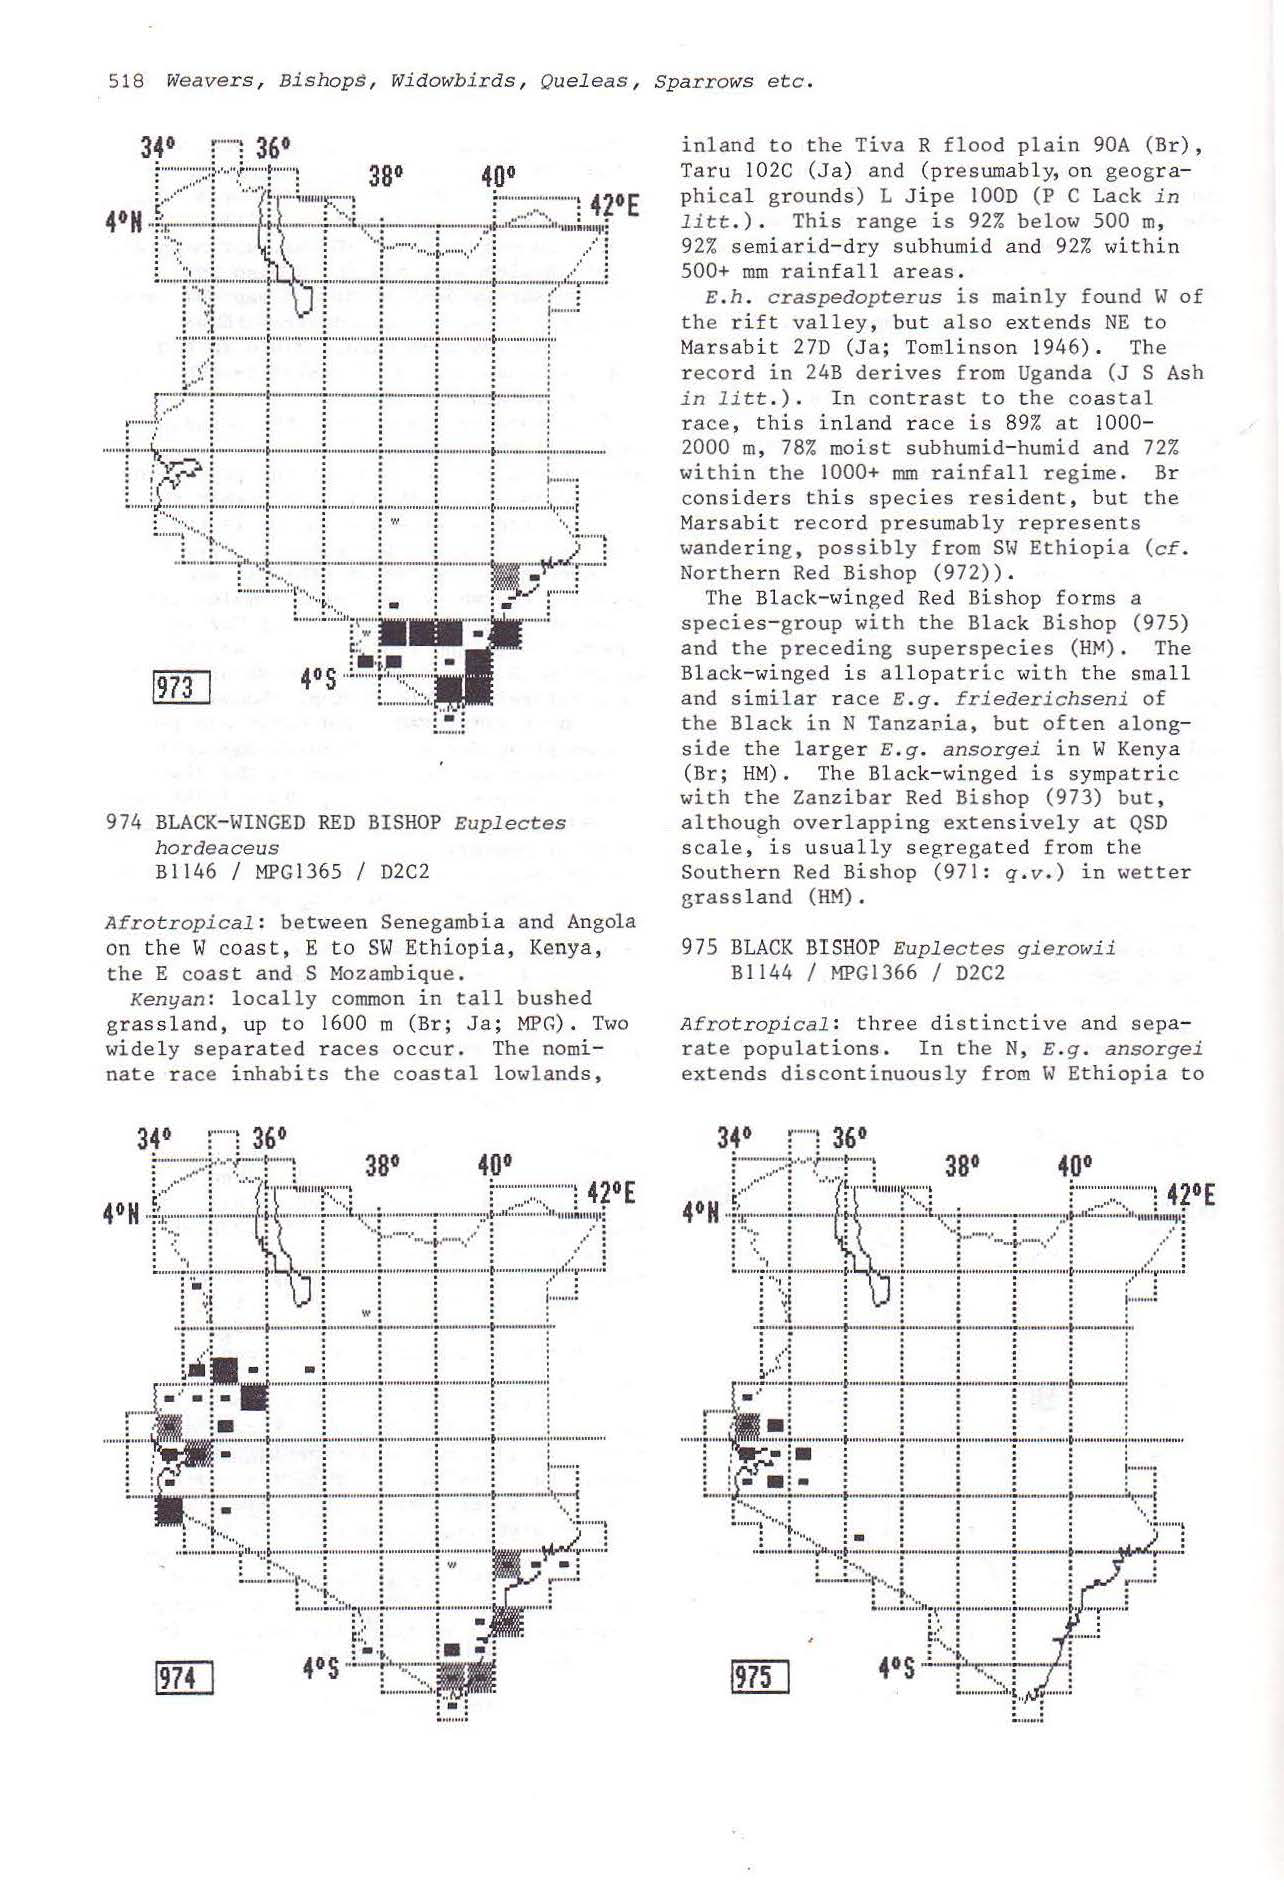 518 Weavers, Bishops, Widowbirds, Queleas, Sparrows etc.
34° 36°
38° 40°
42°E
4°N
w
w
4°S
973
974 BLACK-WINGED RED BISHOP Euplectes
hordeaceus
B1146 / MPG1365 / D2C2
Afrotropical: between Senegambia and Angola
on the W coast, E to SW Ethiopia, Kenya,
the E coast and S Mozambique.
Kenyan: locally common in tall bushed
grassland, up to 1600 m (Br; Ja; MPG). Two
widely separated races occur. The nomi-
nate race inhabits the coastal lowlands,
inland to the Tiva R flood plain 90A (Br),
Taru 102C (Ja) and (presumably, on geogra-
phical grounds) L Jipe 100D (P C Lack in
litt.). This range is 92% below 500 m,
92% semiarid-dry subhumid and 92% within
500+ mm rainfall areas.
E.h. craspedopterus is mainly found W of
the rift valley, but also extends NE to
Marsabit 27D (Ja; Tomlinson 1946). The
record in 24B derives from Uganda (J S Ash
in litt.). In contrast to the coastal
race, this inland race is 89% at 1000-
2000 m, 78% moist subhumid-humid and 72%
within the 1000+ mm rainfall regime. Br
considers this species resident, but the
Marsabit record presumably represents
wandering, possibly from SW Ethiopia (cf.
Northern Red Bishop (972)).
The Black-winged Red Bishop forms a
species-group with the Black Bishop (975)
and the preceding superspecies (HM). The
Black-winged is allopatric with the small
and similar race E.g. friederichseni of
the Black in N Tanzania, but often along-
side the larger E.g. ansorgei in W Kenya
(Br; HM). The Black-winged is sympatric
with the Zanzibar Red Bishop (973) but,
although overlapping extensively at QSD
scale, is usually segregated from the
Southern Red Bishop (971: q.v.) in wetter
grassland (HM).
975 BLACK BISHOP Euplectes gierowii
B1144 / MPG1366 / D2C2
Afrotropical: three distinctive and sepa-
rate populations. In the N, E.g. ansorgei
extends discontinuously from W Ethiopia to
34° 36°
38° 40°
42°E
4°N
w
w
4°S
974
34° 36°
38° 40°
42°E
4°N
4°S
975